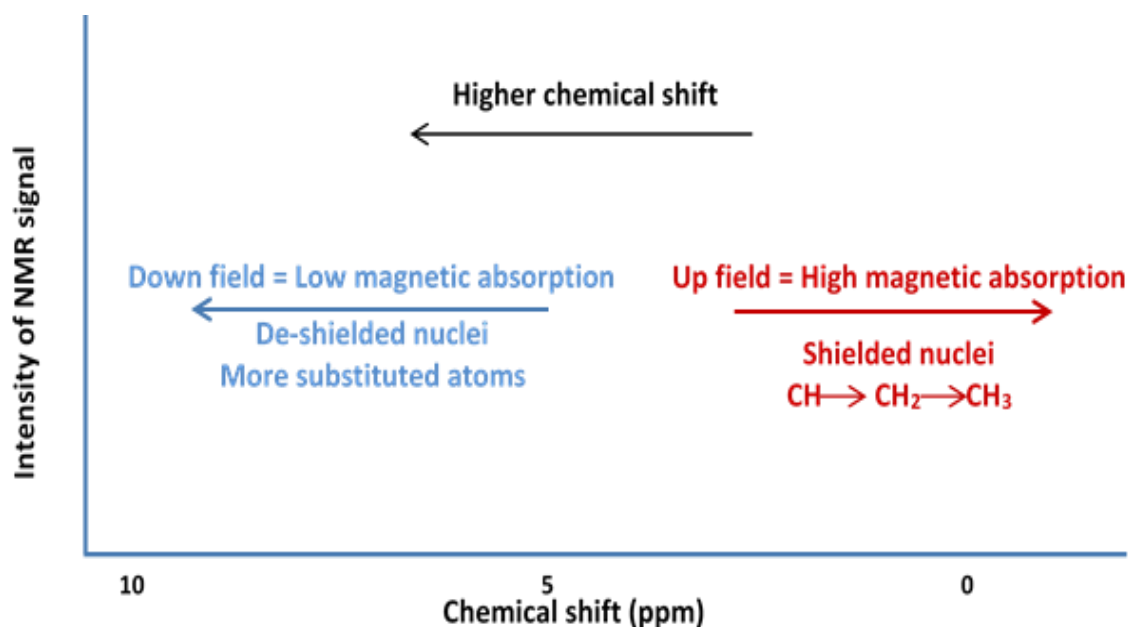 Intensity of NMR signal
Higher chemical shift
Down field = Low magnetic absorption
De-shielded nuclei
More substituted atoms
Up field = High magnetic absorption
Shielded nuclei
CH→ CH₂→CH₃
10 5 0
Chemical shift (ppm)